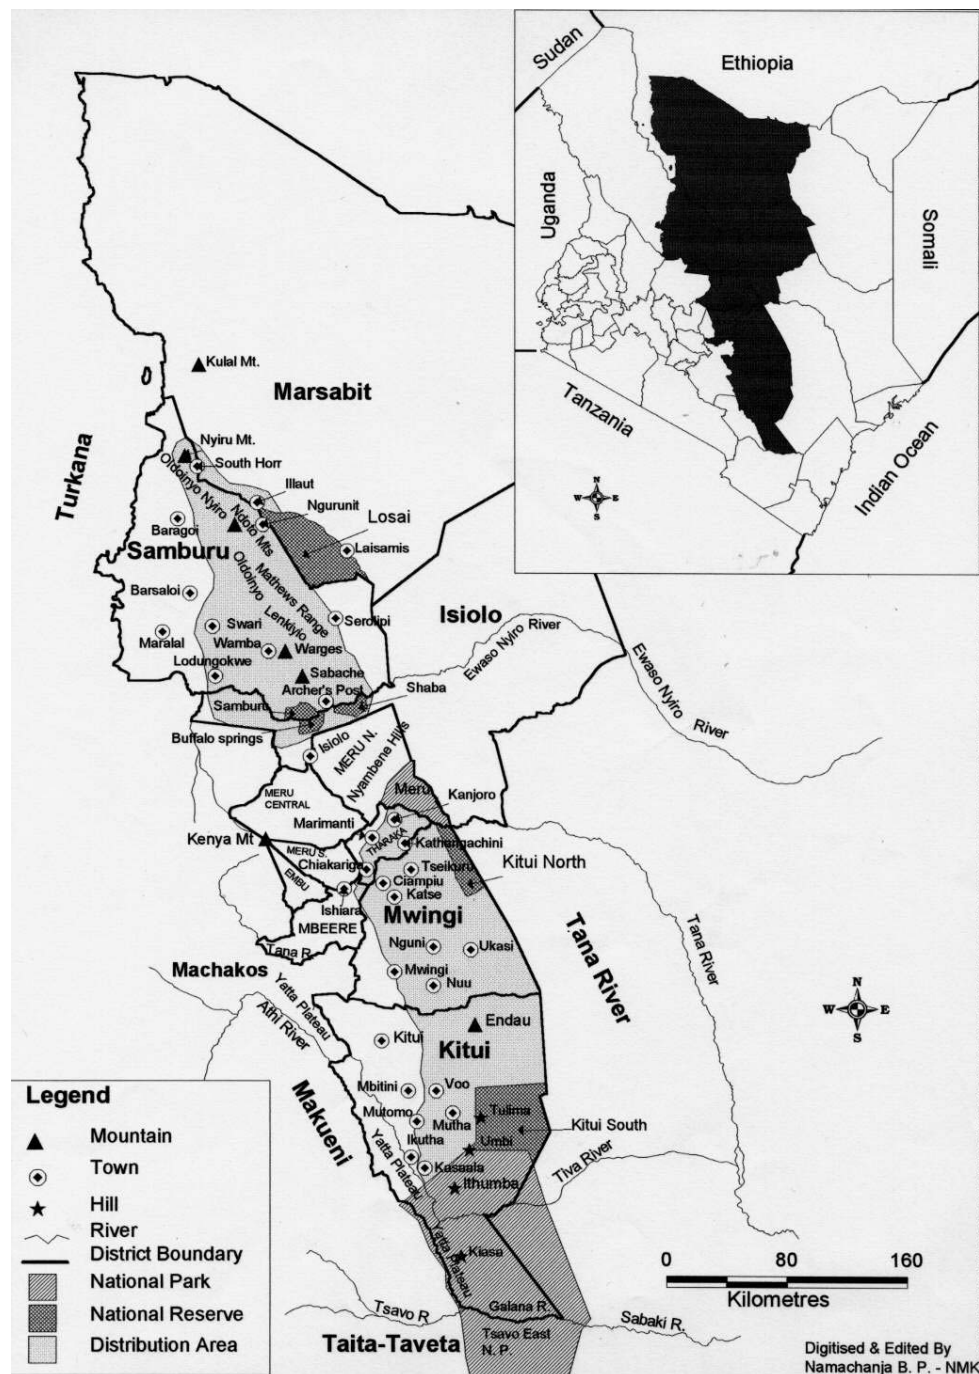 Sudan
Ethiopia
Uganda
Somali
Tanzania
Indian Ocean
N
W E
S
Kulal Mt.
Marsabit
Turkana
Nyiru Mt.
South Horr
Oldoinyo Nyiro
Illaut
Ngurunit
Ndoto Mts
Losai
Baragoi
Samburu
Laisamis
Oldoinyo
Lenkiyio
Mathews Range
Barsaloi
Serolipi
Isiolo
Swari
Maralal
Wamba
Warges
Lodungokwe
Sabache
Archer's Post
Ewaso Nyiro River
Ewaso Nyiro
River
Samburu
Shaba
Buffalo springs
Isiolo
MERU N.
Nyambene Hills
Meru
MERU
CENTRAL
Kanjoro
Marimanti
Kenya Mt
THARAKA
Kathangachini
MERU S.
Chiakariga
Tseikuru
Kitui North
EMBU
Ciampiu
Katse
Ishiara
MBEERE
Mwingi
Tana R.
Nguni
Ukasi
Tana River
Tana River
Machakos
Mwingi
Nuu
Yatta Plateau
Athi River
N
W E
S
Endau
Kitui
Kitui
Makueni
Mbitini
Voo
Mutomo
Mutha
Tulima
Kitui South
Ikutha
Umbi
Yatta Plateau
Kasaala
Ithumba
Tiva River
Yatta Plateau
Kiasa
Tsavo R.
Galana R.
Sabaki R.
Taita-Taveta
Tsavo East
N. P.
Legend
Mountain
Town
Hill
River
District Boundary
National Park
National Reserve
Distribution Area
0 80 160
Kilometres
Digitised & Edited By
Namachanja B. P. - NMK